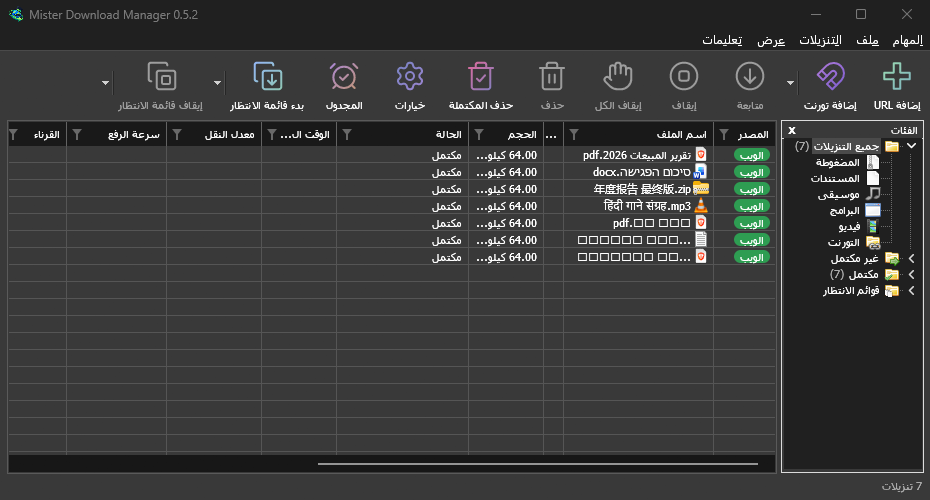 Mister Download Manager 0.5.2
المهام ملف التنزيلات عرض تعليمات
إضافة URL إضافة تورنت متابعة إيقاف إيقاف الكل حذف حذف المكتملة خيارات المجدول بدء قائمة الانتظار إيقاف قائمة الانتظار
الفئات x
جميع التنزيلات (7)
المضغوطة
المستندات
موسيقى
البرامج
فيديو
التورنت
غير مكتمل
مكتمل (7)
قوائم الانتظار
المصدر اسم الملف ... الحجم الحالة الوقت ال... معدل النقل سرعة الرفع القرناء
الويب تقرير المبيعات 2026.pdf 64.00 كيلو... مكتمل
الويب סיכום הפגישה.docx 64.00 كيلو... مكتمل
الويب 年度报告 最终版.zip 64.00 كيلو... مكتمل
الويب हिंदी गाने संग्रह.mp3 64.00 كيلو... مكتمل
الويب .pdf 64.00 كيلو... مكتمل
الويب ... 64.00 كيلو... مكتمل
الويب ... 64.00 كيلو... مكتمل
7 تنزيلات